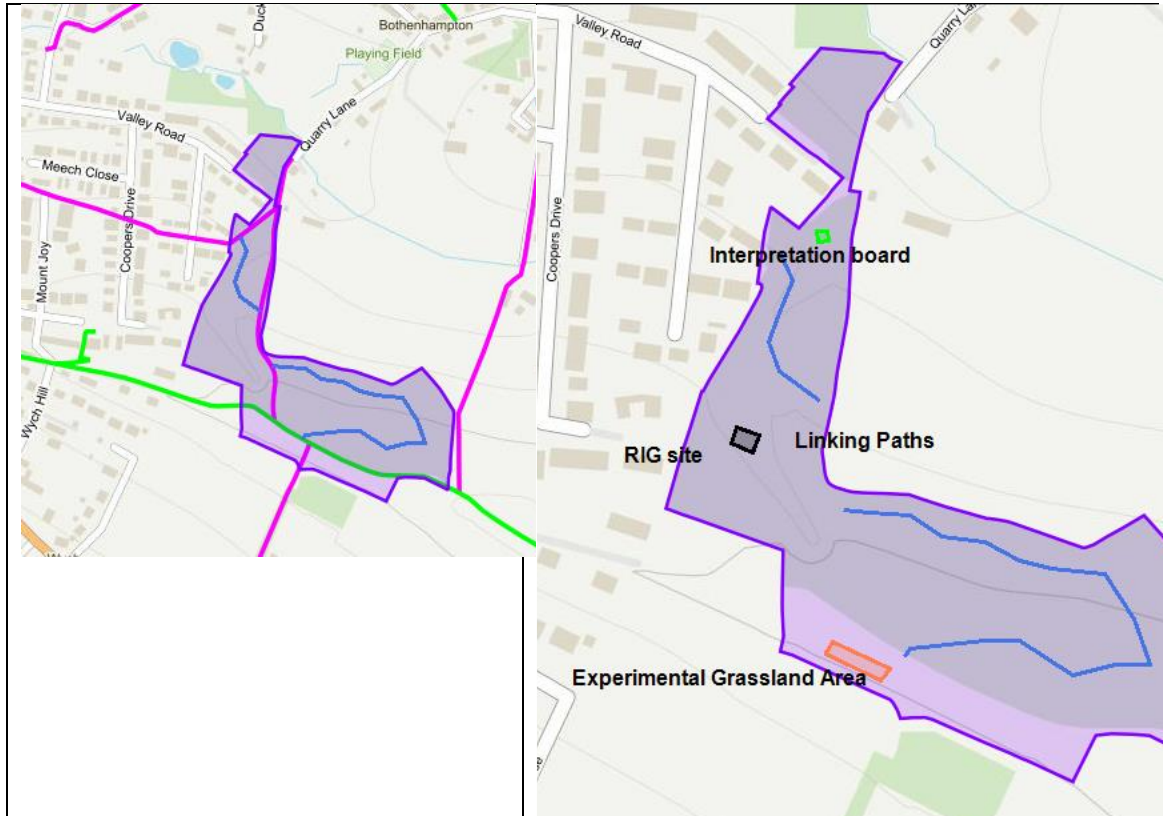 Duck
Bothenhampton
Playing Field
Quarry Lane
Valley Road
Meech Close
Coopers Drive
Mount Joy
Wych Hill
Valley Road
Quarry La
Coopers Drive
Interpretation board
RIG site
Linking Paths
Experimental Grassland Area